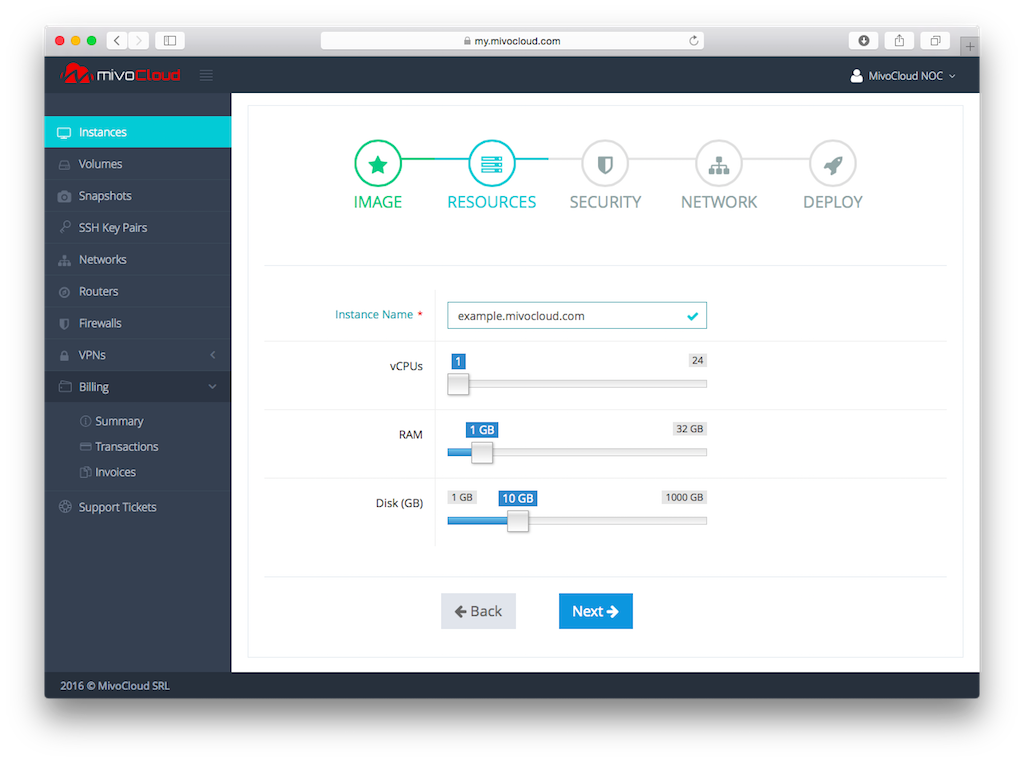 my.mivocloud.com
mivoCloud
MivoCloud NOC
Instances
Volumes
Snapshots
SSH Key Pairs
Networks
Routers
Firewalls
VPNs
Billing
Summary
Transactions
Invoices
Support Tickets
IMAGE
RESOURCES
SECURITY
NETWORK
DEPLOY
Instance Name *
example.mivocloud.com
vCPUs
1
24
RAM
1 GB
32 GB
Disk (GB)
1 GB
10 GB
1000 GB
Back
Next
2016 © MivoCloud SRL